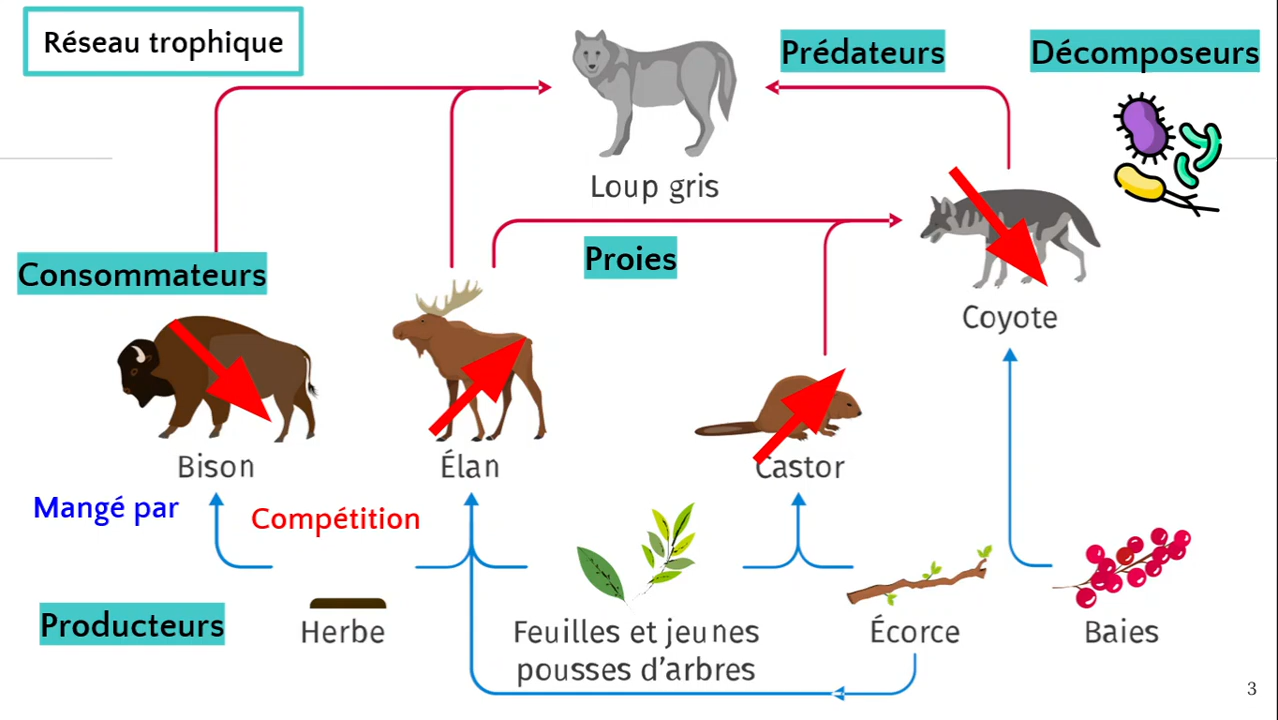 Réseau trophique
Prédateurs
Décomposeurs
Loup gris
Proies
Consommateurs
Coyote
Bison
Élan
Castor
Mangé par
Compétition
Producteurs
Herbe
Feuilles et jeunes
pousses d'arbres
Écorce
Baies
3